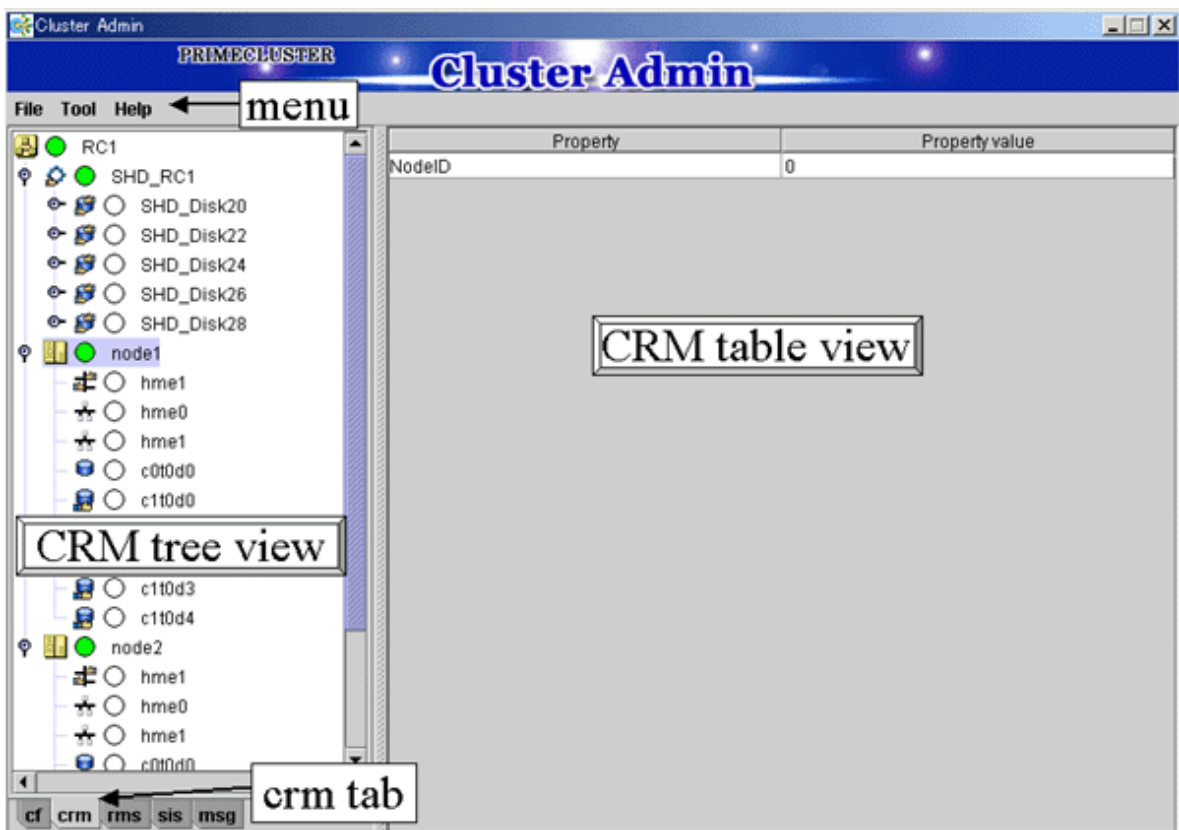 Cluster Admin
PRIMECLUSTER
Cluster Admin
File Tool Help
menu
RC1
SHD_RC1
SHD_Disk20
SHD_Disk22
SHD_Disk24
SHD_Disk26
SHD_Disk28
node1
hme1
hme0
hme1
c0t0d0
c1t0d0
CRM tree view
c1t0d3
c1t0d4
node2
hme1
hme0
hme1
c0t0d0
crm tab
cf crm rms sis msg
Property Property value
NodeID 0
CRM table view